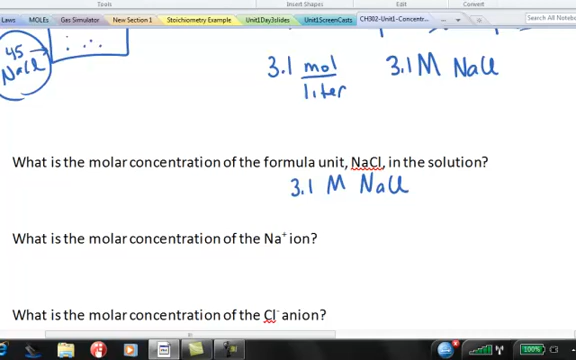 Tools Insert Shapes Edit
Laws MOLEs Gas Simulator New Section 1 Stoichiometry Example Unit1Day3slides Unit1ScreenCasts CH302-Unit1-Concentr... Search All Notebo
45
NaCl
3.1 mol
liter
3.1 M NaCl
What is the molar concentration of the formula unit, NaCl, in the solution?
3.1 M NaCl
What is the molar concentration of the Na+ ion?
What is the molar concentration of the Cl- anion?
100%